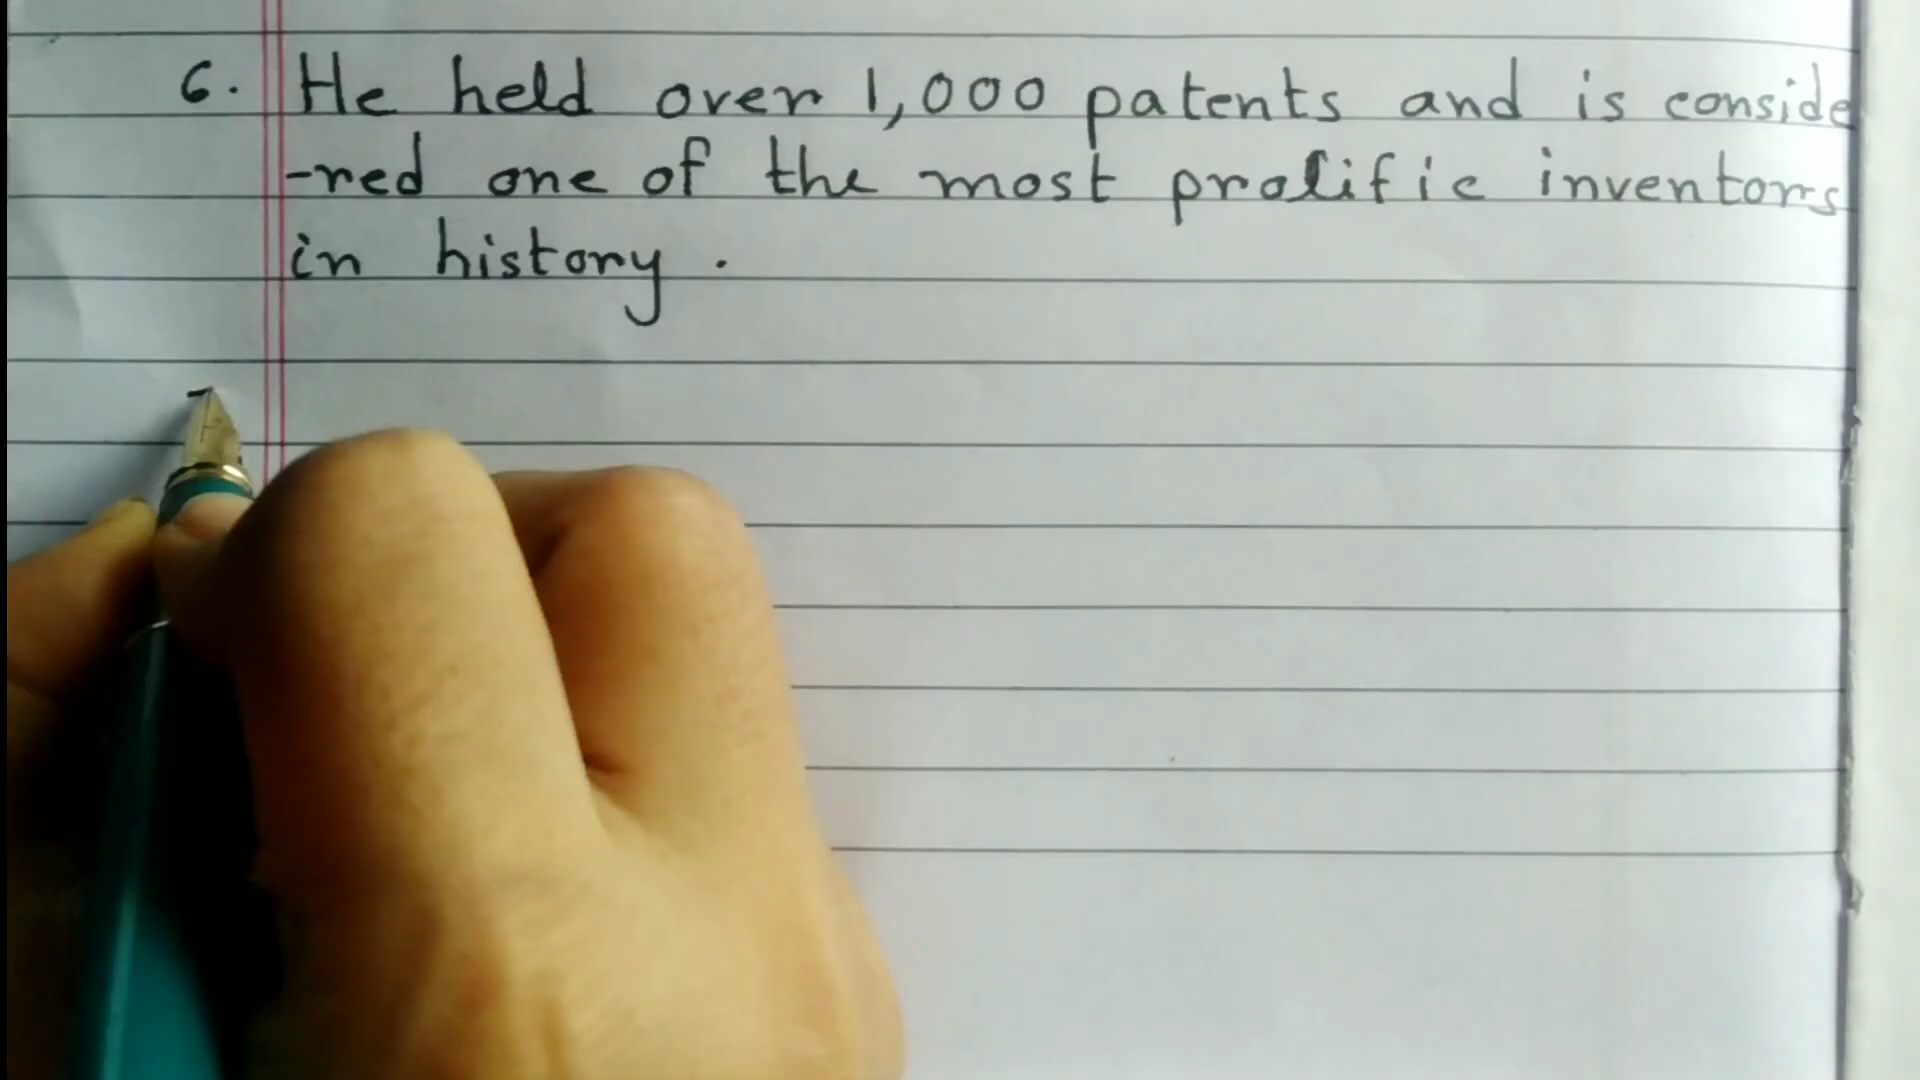 6. He held over 1,000 patents and is conside
-red one of the most prolific inventors
in history.